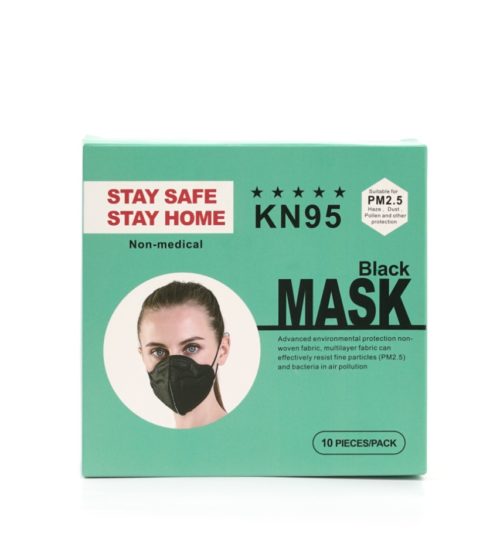 STAY SAFE
STAY HOME
Non-medical
★★★★★
KN95
Suitable for
PM2.5
Haze, Dust,
Pollen and other
protection
Black
MASK
Advanced environmental protection non-
woven fabric, multilayer fabric can
effectively resist fine particles (PM2.5)
and bacteria in air pollution
10 PIECES/PACK